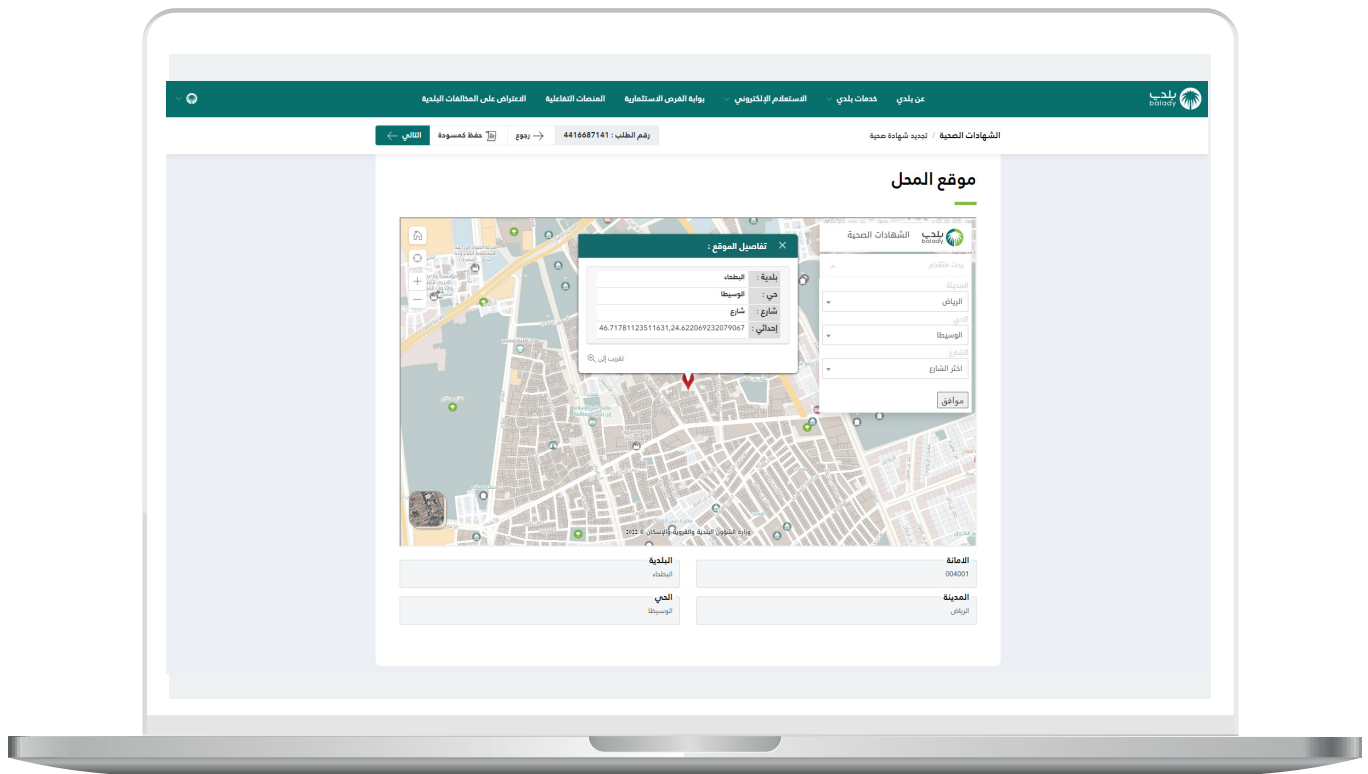 بلدي
balady
عن بلدي
خدمات بلدي
الاستعلام الإلكتروني
بوابة الفرص الاستثمارية
المنصات التفاعلية
الاعتراض على المخالفات البلدية
الشهادات الصحية / تجديد شهادة صحية
رقم الطلب : 4416687141
رجوع
حفظ كمسودة
التالي
موقع المحل
بلدي
balady
الشهادات الصحية
بحث متقدم
المدينة
الرياض
الحي
الوسيطا
الشارع
اختر الشارع
موافق
تفاصيل الموقع :
بلدية : البطحاء
حي : الوسيطا
شارع : شارع
إحداثي : 46.71781123511631,24.622069232079067
تقريب إلى
وزارة الشؤون البلدية والقروية والإسكان © 2022
الامانة
004001
البلدية
البطحاء
المدينة
الرياض
الحي
الوسيطا